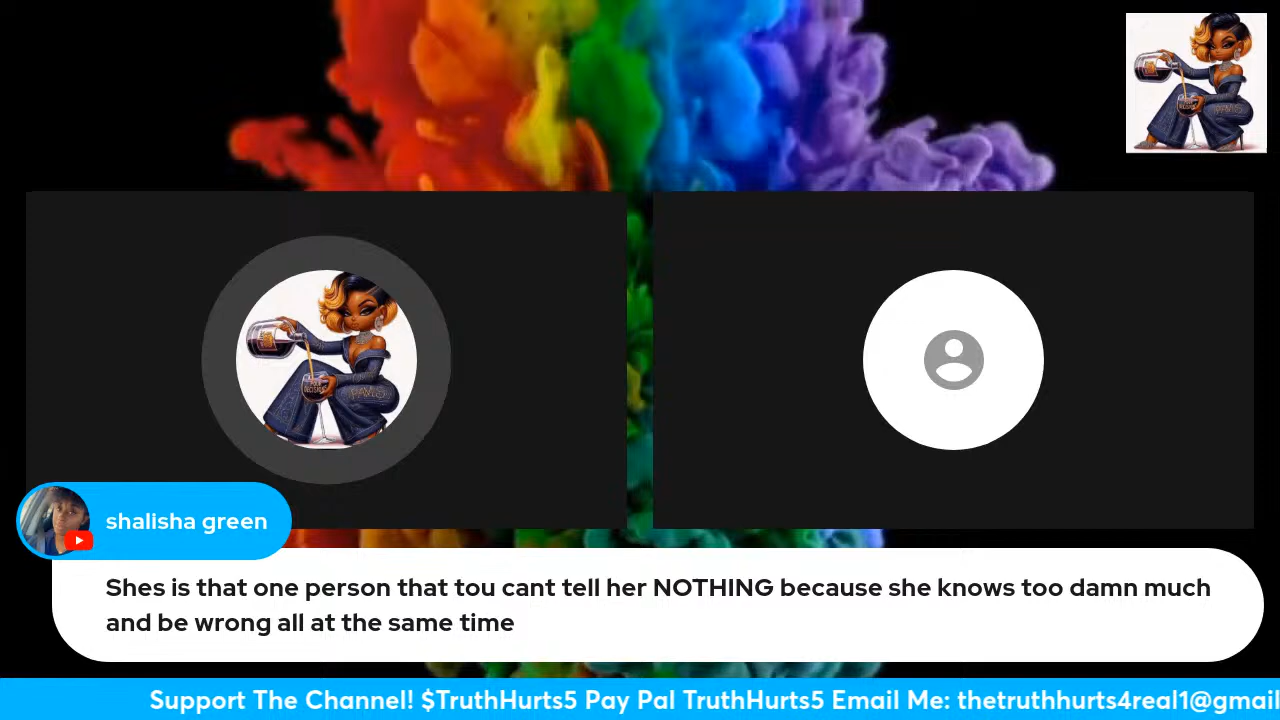 shalisha green
Shes is that one person that tou cant tell her NOTHING because she knows too damn much
and be wrong all at the same time
Support The Channel! $TruthHurts5 Pay Pal TruthHurts5 Email Me: thetruthhurts4real1@gmail